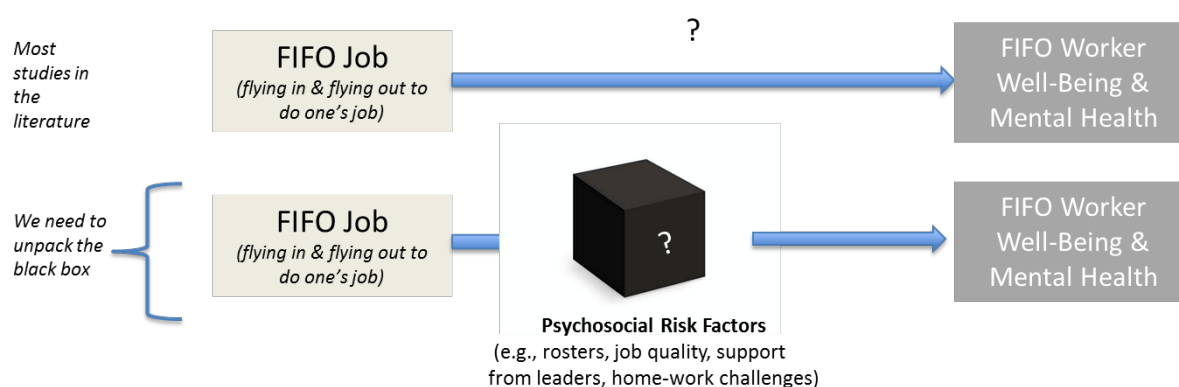 Most
studies in
the
literature
FIFO Job
(flying in & flying out to
do one's job)
?
FIFO Worker
Well-Being &
Mental Health
We need to
unpack the
black box
FIFO Job
(flying in & flying out to
do one's job)
?
Psychosocial Risk Factors
(e.g., rosters, job quality, support
from leaders, home-work challenges)
FIFO Worker
Well-Being &
Mental Health